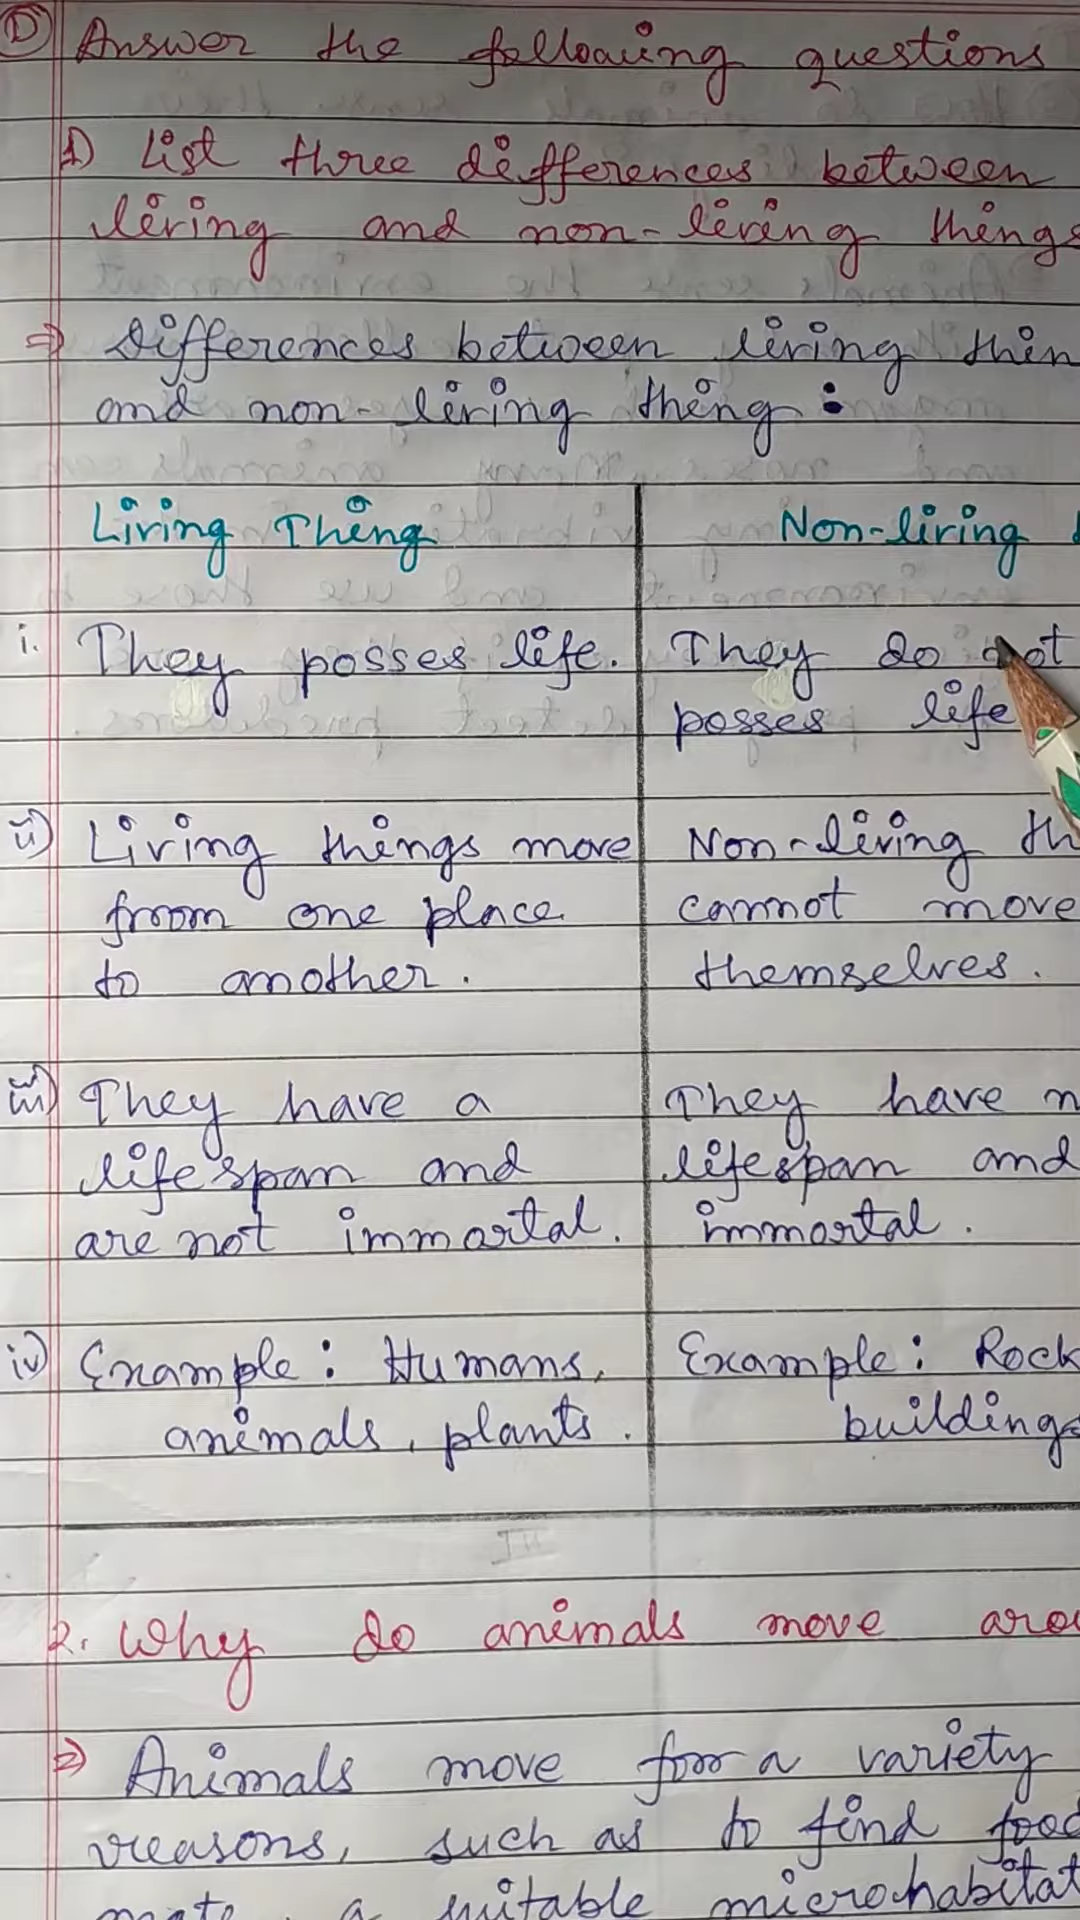 D Answer the following questions
1) List three differences between
living and non-living things
⇒ Differences between living thin
and non-living thing :
Living Thing Non-living
i. They posses life. They do not
posses life
ii) Living things move Non-living th
from one place cannot move
to another. themselves.
iii) They have a They have n
lifespan and lifespan and
are not immortal. immortal.
iv) Example : Humans, Example : Rock
animals, plants. buildings
2. Why do animals move arou
⇒ Animals move for a variety
reasons, such as to find food
mate, a suitable microhabitat